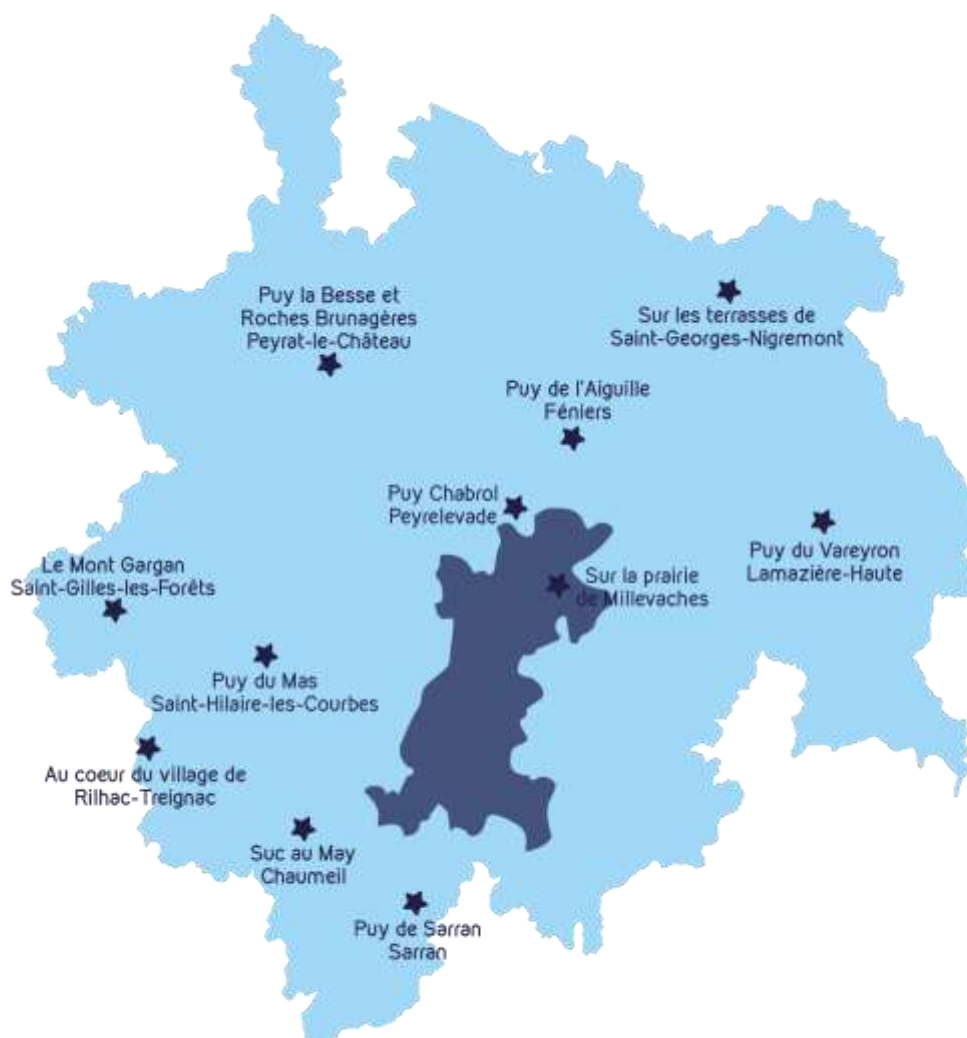 Puy la Besse et
Roches Brunagères
Peyrat-le-Château
Sur les terrasses de
Saint-Georges-Nigremont
Puy de l'Aiguille
Féniers
Puy Chabrol
Peyrelevade
Puy du Vareyron
Lamazière-Haute
Le Mont Gargan
Saint-Gilles-les-Forêts
Sur la prairie
de Millevaches
Puy du Mas
Saint-Hilaire-les-Courbes
Au coeur du village de
Rilhac-Treignac
Suc au May
Chaumeil
Puy de Sarran
Sarran